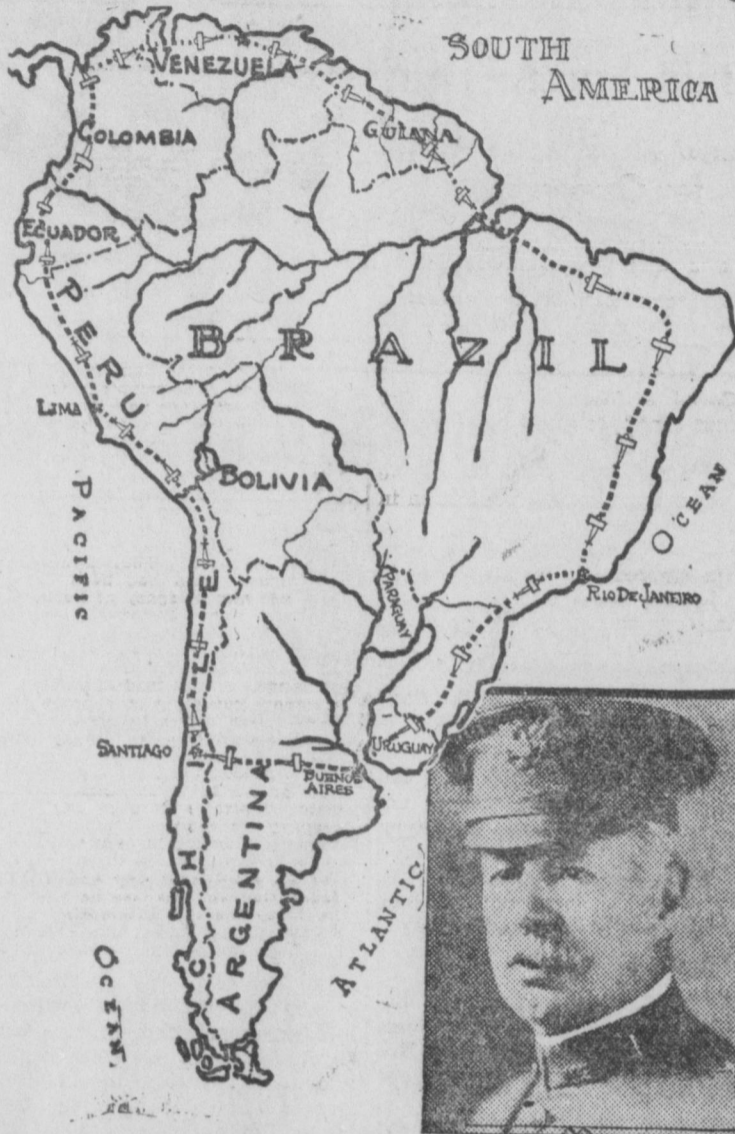 SOUTH
AMERICA
VENEZUELA
COLOMBIA
GUIANA
ECUADOR
PERU
BRAZIL
LIMA
BOLIVIA
PACIFIC
OCEAN
PARAGUAY
RIO DE JANEIRO
CHILE
SANTIAGO
URUGUAY
BUENOS
AIRES
ARGENTINA
ATLANTIC
OCEAN